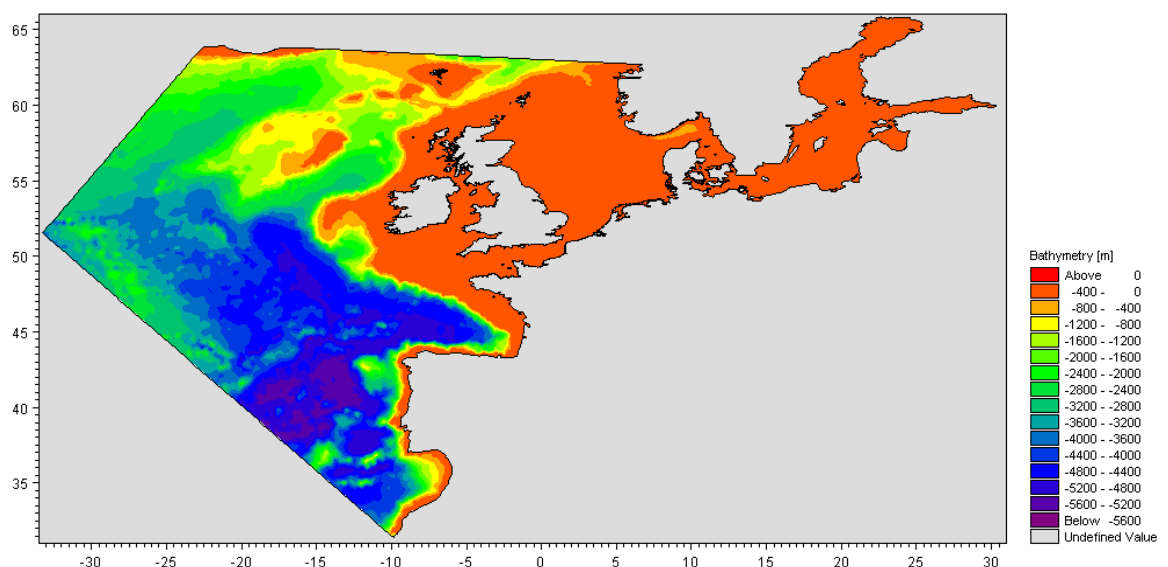 65
60
55
50
45
40
35
-30 -25 -20 -15 -10 -5 0 5 10 15 20 25 30
Bathymetry [m]
Above 0
-400 - 0
-800 - -400
-1200 - -800
-1600 - -1200
-2000 - -1600
-2400 - -2000
-2800 - -2400
-3200 - -2800
-3600 - -3200
-4000 - -3600
-4400 - -4000
-4800 - -4400
-5200 - -4800
-5600 - -5200
Below -5600
Undefined Value